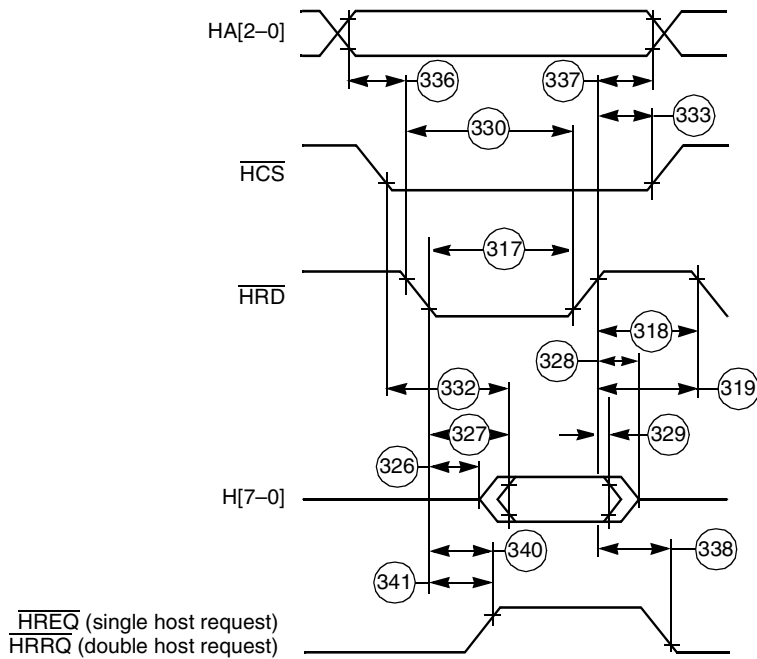 HA[2–0]
336
337
333
330
HCS
317
HRD
318
328
332
319
327
329
326
H[7–0]
340
338
341
HREQ (single host request)
HRRQ (double host request)